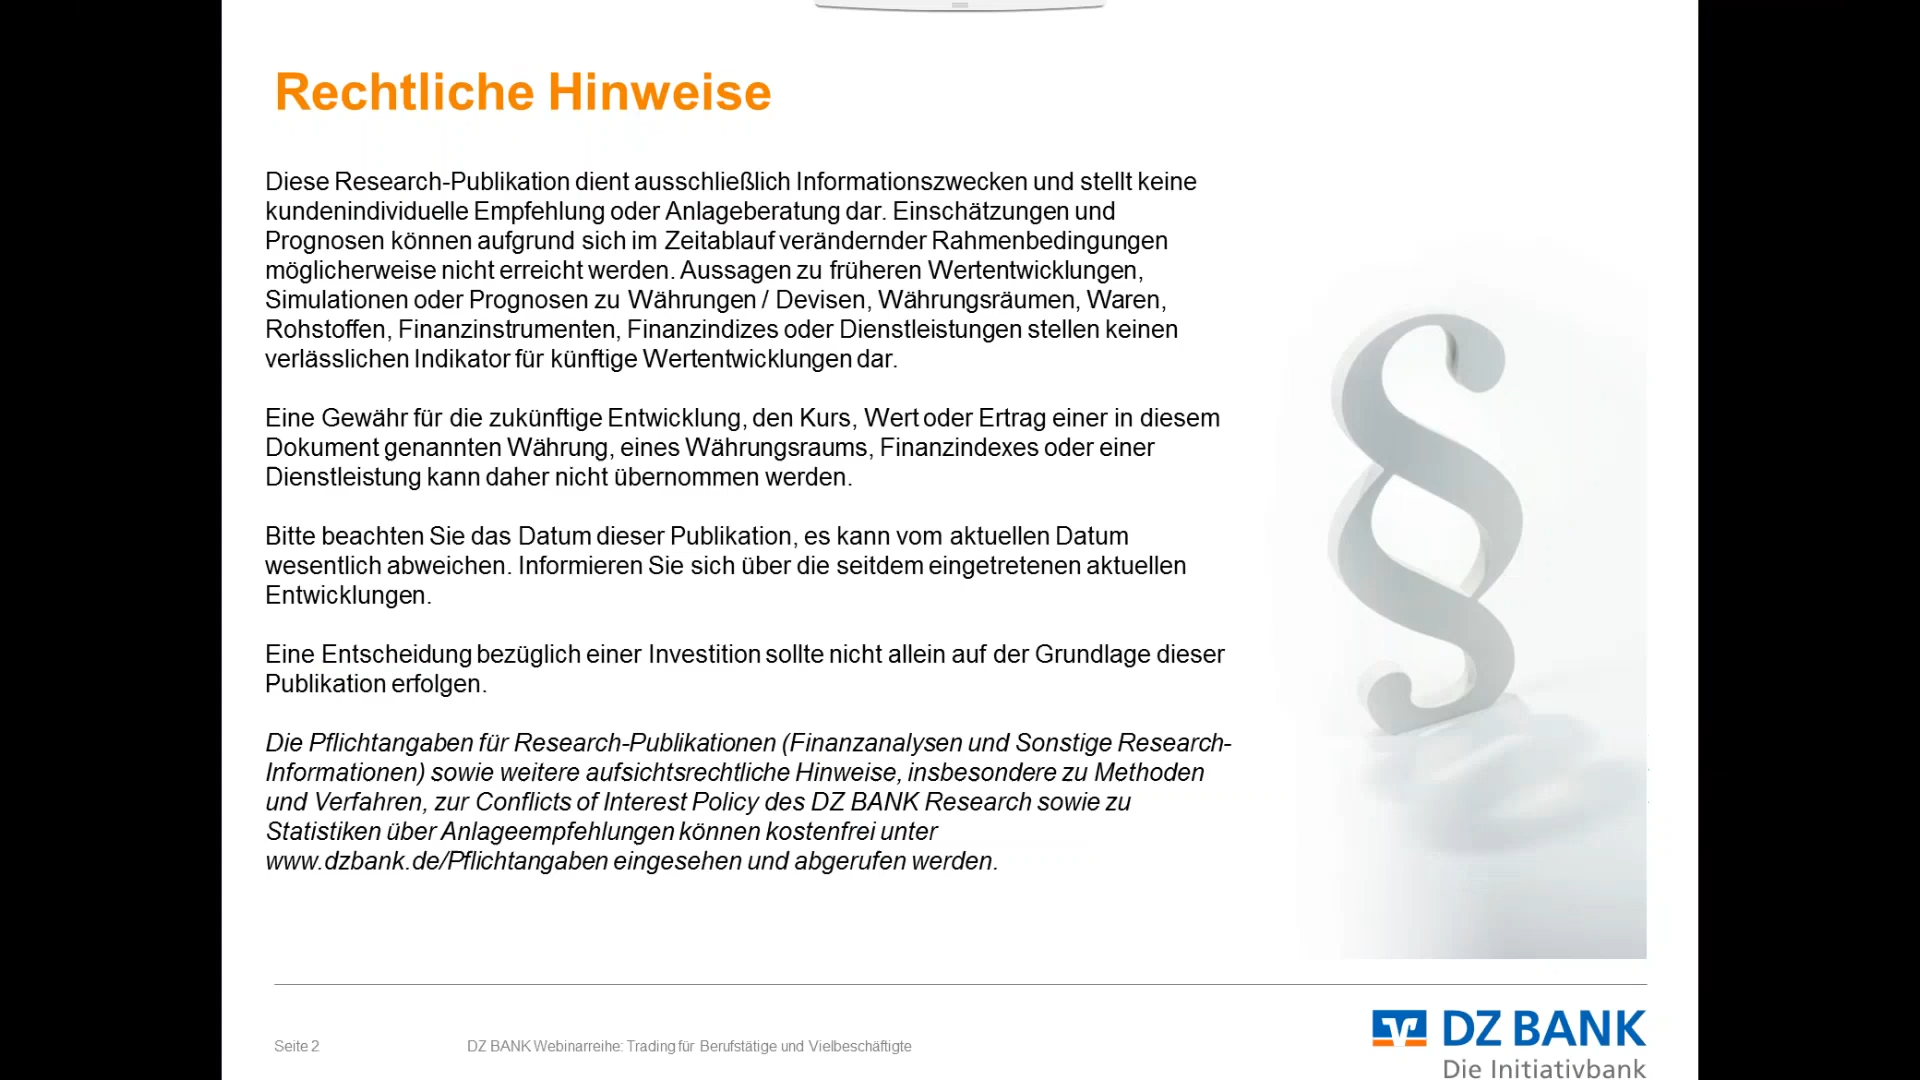 Rechtliche Hinweise
Diese Research-Publikation dient ausschließlich Informationszwecken und stellt keine
kundenindividuelle Empfehlung oder Anlageberatung dar. Einschätzungen und
Prognosen können aufgrund sich im Zeitablauf verändernder Rahmenbedingungen
möglicherweise nicht erreicht werden. Aussagen zu früheren Wertentwicklungen,
Simulationen oder Prognosen zu Währungen / Devisen, Währungsräumen, Waren,
Rohstoffen, Finanzinstrumenten, Finanzindizes oder Dienstleistungen stellen keinen
verlässlichen Indikator für künftige Wertentwicklungen dar.
Eine Gewähr für die zukünftige Entwicklung, den Kurs, Wert oder Ertrag einer in diesem
Dokument genannten Währung, eines Währungsraums, Finanzindexes oder einer
Dienstleistung kann daher nicht übernommen werden.
Bitte beachten Sie das Datum dieser Publikation, es kann vom aktuellen Datum
wesentlich abweichen. Informieren Sie sich über die seitdem eingetretenen aktuellen
Entwicklungen.
Eine Entscheidung bezüglich einer Investition sollte nicht allein auf der Grundlage dieser
Publikation erfolgen.
Die Pflichtangaben für Research-Publikationen (Finanzanalysen und Sonstige Research-
Informationen) sowie weitere aufsichtsrechtliche Hinweise, insbesondere zu Methoden
und Verfahren, zur Conflicts of Interest Policy des DZ BANK Research sowie zu
Statistiken über Anlageempfehlungen können kostenfrei unter
www.dzbank.de/Pflichtangaben eingesehen und abgerufen werden.
§
Seite 2
DZ BANK Webinarreihe: Trading für Berufstätige und Vielbeschäftigte
DZ BANK
Die Initiativbank